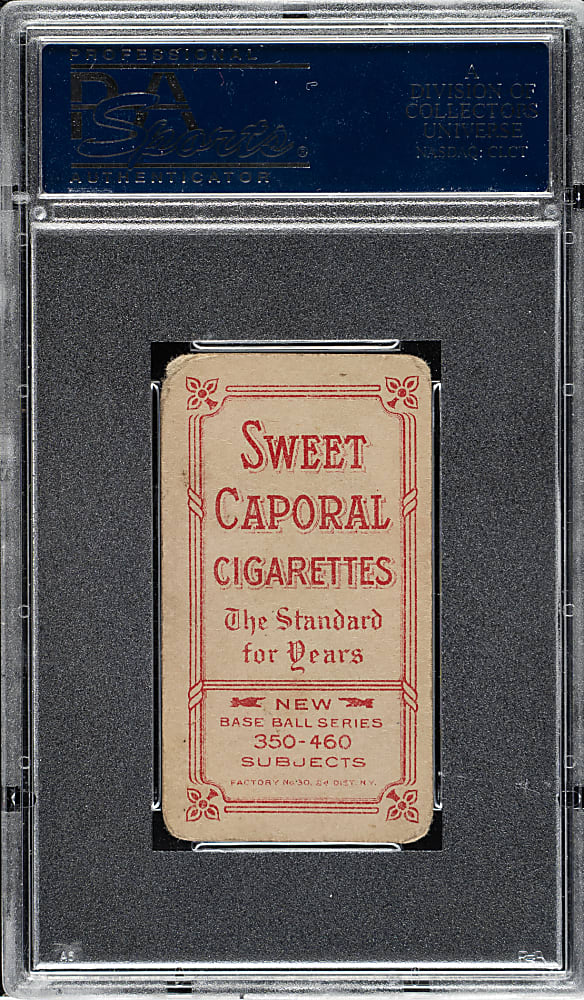 PROFESSIONAL
PSA
Sports
AUTHENTICATOR
A
DIVISION OF
COLLECTORS
UNIVERSE
NASDAQ: CLCT
SWEET
CAPORAL
CIGARETTES
The Standard
for Years
NEW
BASE BALL SERIES
350-460
SUBJECTS
FACTORY No 30, 2d DIST. N.Y.
PSA